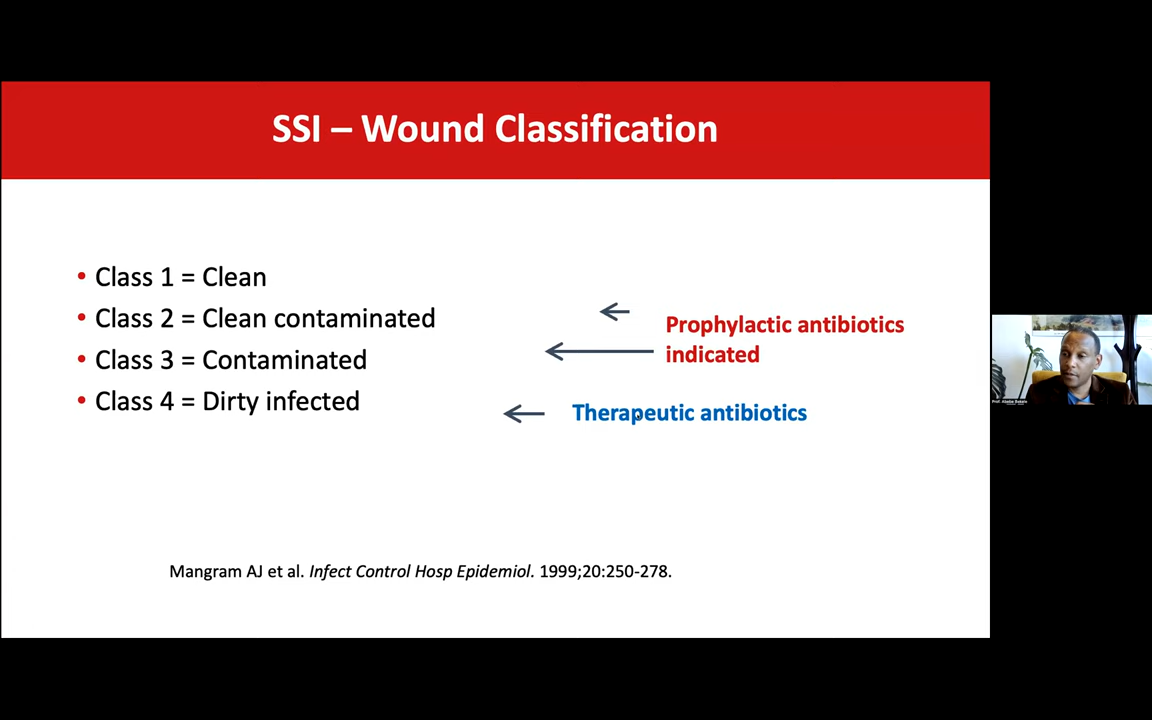 SSI – Wound Classification
• Class 1 = Clean
• Class 2 = Clean contaminated
• Class 3 = Contaminated
• Class 4 = Dirty infected
Prophylactic antibiotics
indicated
Therapeutic antibiotics
Mangram AJ et al. Infect Control Hosp Epidemiol. 1999;20:250-278.